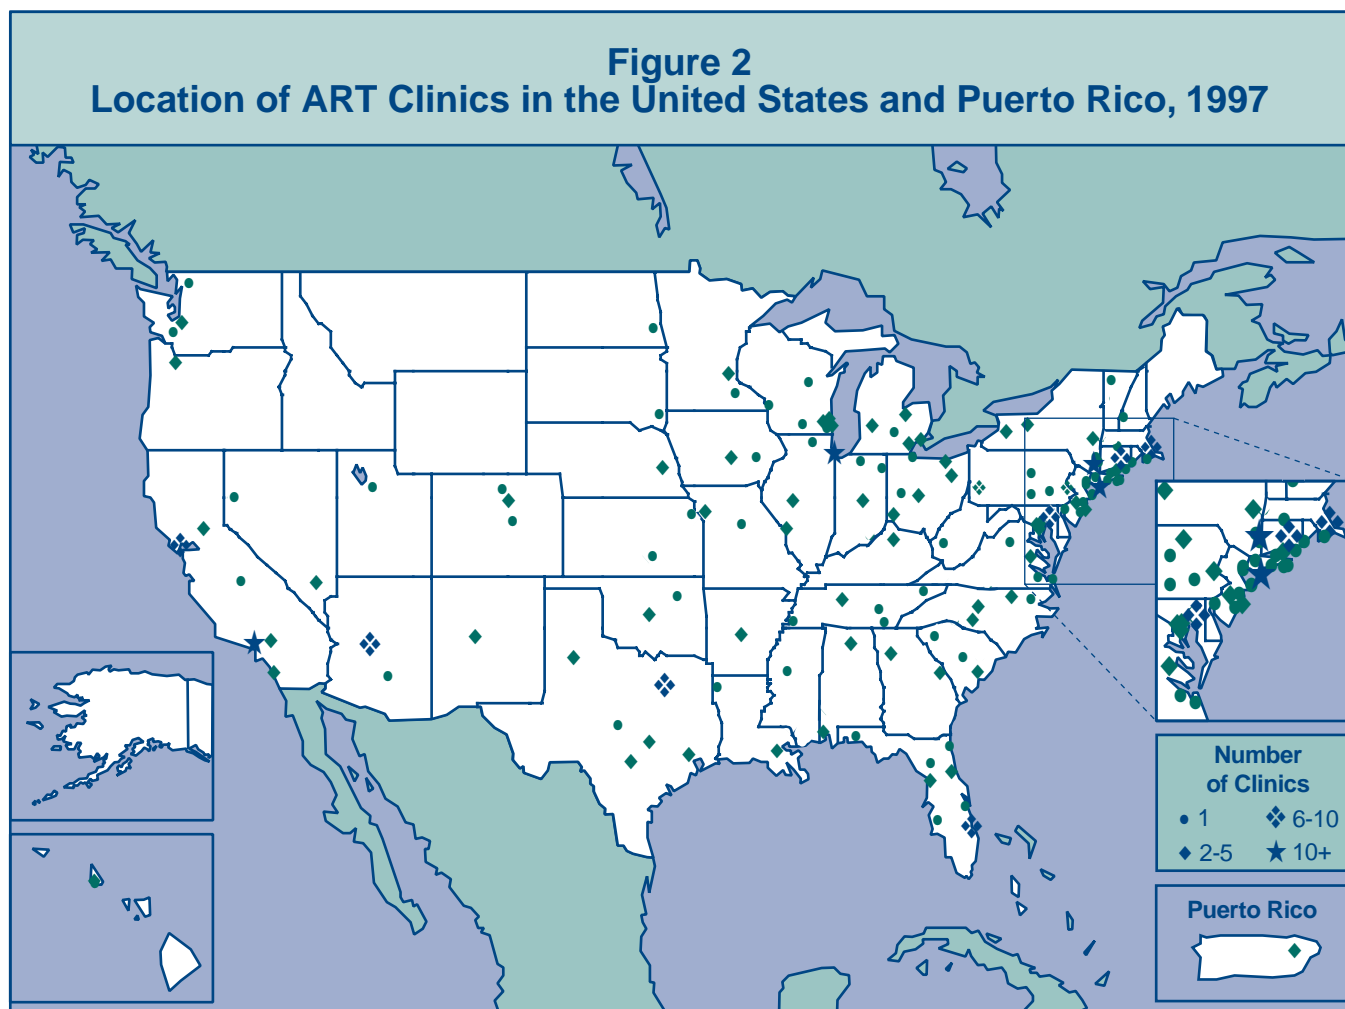 Figure 2
Location of ART Clinics in the United States and Puerto Rico, 1997
Number
of Clinics
1
6-10
2-5
10+
Puerto Rico